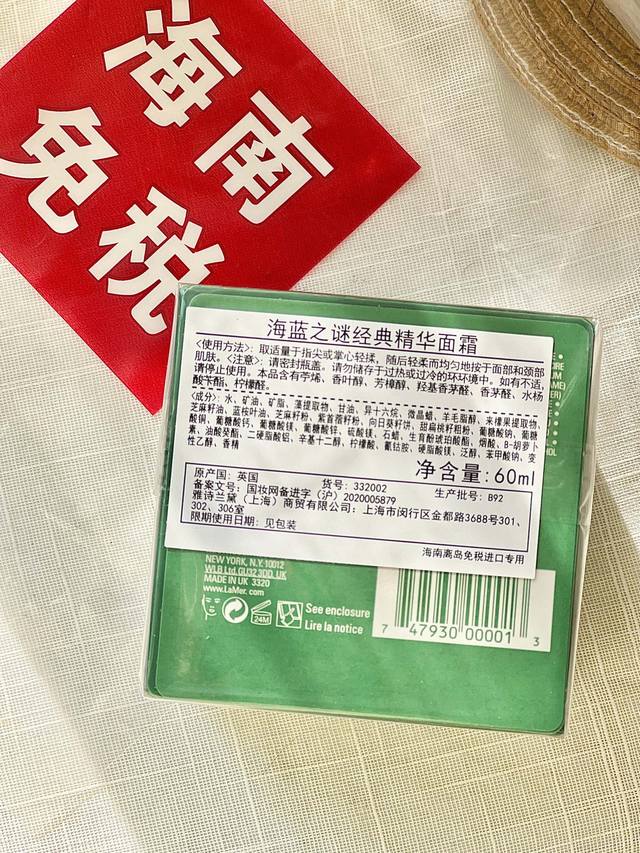 海南
免税
海蓝之谜经典精华面霜
<使用方法>：取适量于指尖或掌心轻揉，随后轻柔而均匀地按于面部和颈部
肌肤。<注意>：请密封瓶盖。请勿储存于过热或过冷的环环境中。如有不适，
请停止使用。本品含有苧烯、香叶醇、芳樟醇、羟基香茅醛、香茅醛、水杨
酸苄酯、柠檬醛。
<成分>：水、矿油、矿脂、藻提取物、甘油、异十六烷、微晶蜡、羊毛脂醇、来檬果提取物、
芝麻籽油、蓝桉叶油、芝麻籽粉、紫苜蓿籽粉、向日葵籽饼、甜扁桃籽粗粉、葡糖酸钠、葡糖
酸铜、葡糖酸钙、葡糖酸镁、葡糖酸锌、硫酸镁、石蜡、生育酚琥珀酸酯、烟酸、B-胡萝卜
素、油酸癸酯、二硬脂酸铝、辛基十二醇、柠檬酸、氰钴胺、硬脂酸镁、泛醇、苯甲酸钠、变
性乙醇、香精
净含量：60ml
原产国：英国 货号：332002 生产批号：B92
备案文号：国妆网备进字（沪）2020005879
雅诗兰黛（上海）商贸有限公司：上海市闵行区金都路3688号301、
302、306室
限期使用日期：见包装
海南离岛免税进口专用
NEW YORK, N.Y. 10012
WLB Ltd. GU32 3DD, UK
MADE IN UK 3320
www.LaMer.com
24M
See enclosure
Lire la notice
7 47930 00001 3